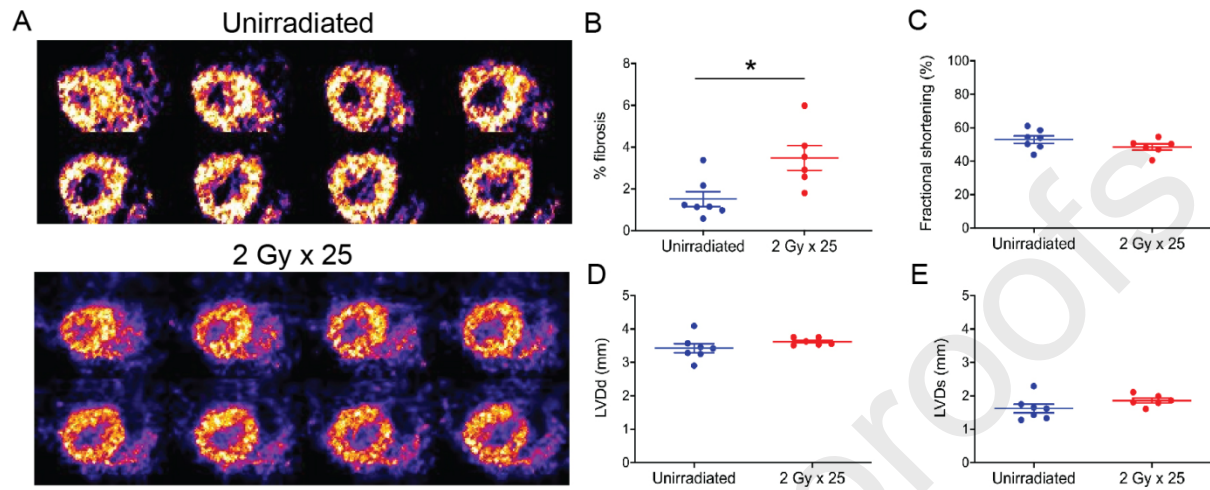 A
Unirradiated
2 Gy x 25
B
% fibrosis
8
6
4
2
0
*
Unirradiated
2 Gy x 25
C
Fractional shortening (%)
100
80
60
40
20
0
Unirradiated
2 Gy x 25
D
LVDd (mm)
5
4
3
2
1
0
Unirradiated
2 Gy x 25
E
LVDs (mm)
5
4
3
2
1
0
Unirradiated
2 Gy x 25
proofs